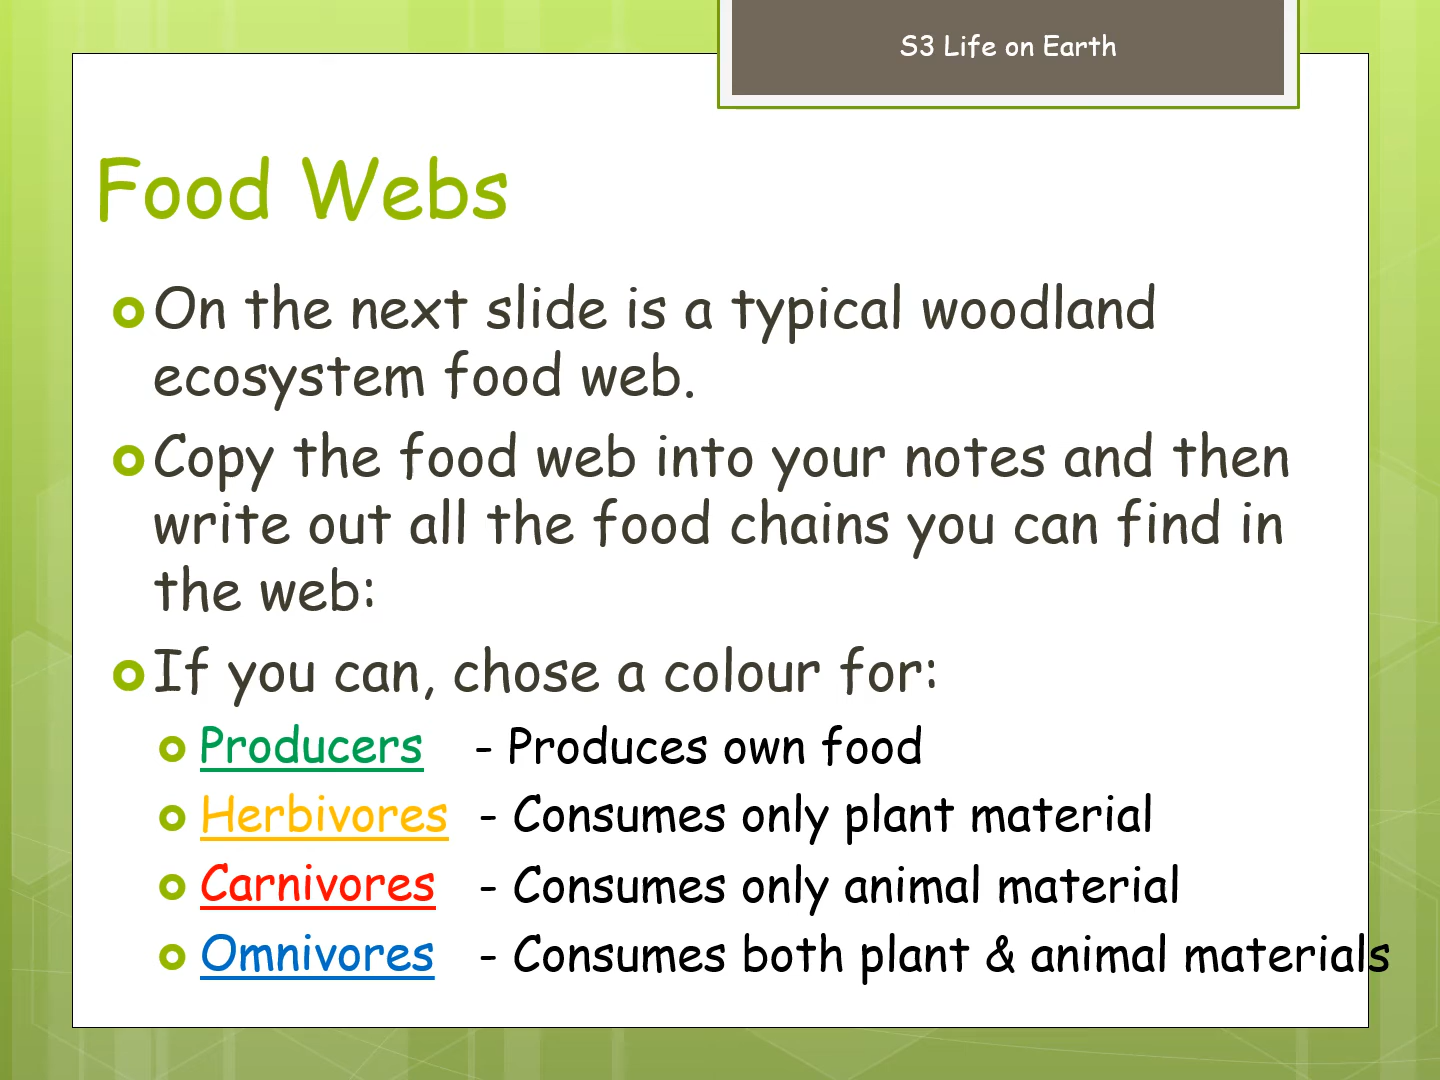 S3 Life on Earth
Food Webs
On the next slide is a typical woodland
ecosystem food web.
Copy the food web into your notes and then
write out all the food chains you can find in
the web:
If you can, chose a colour for:
Producers - Produces own food
Herbivores - Consumes only plant material
Carnivores - Consumes only animal material
Omnivores - Consumes both plant & animal materials